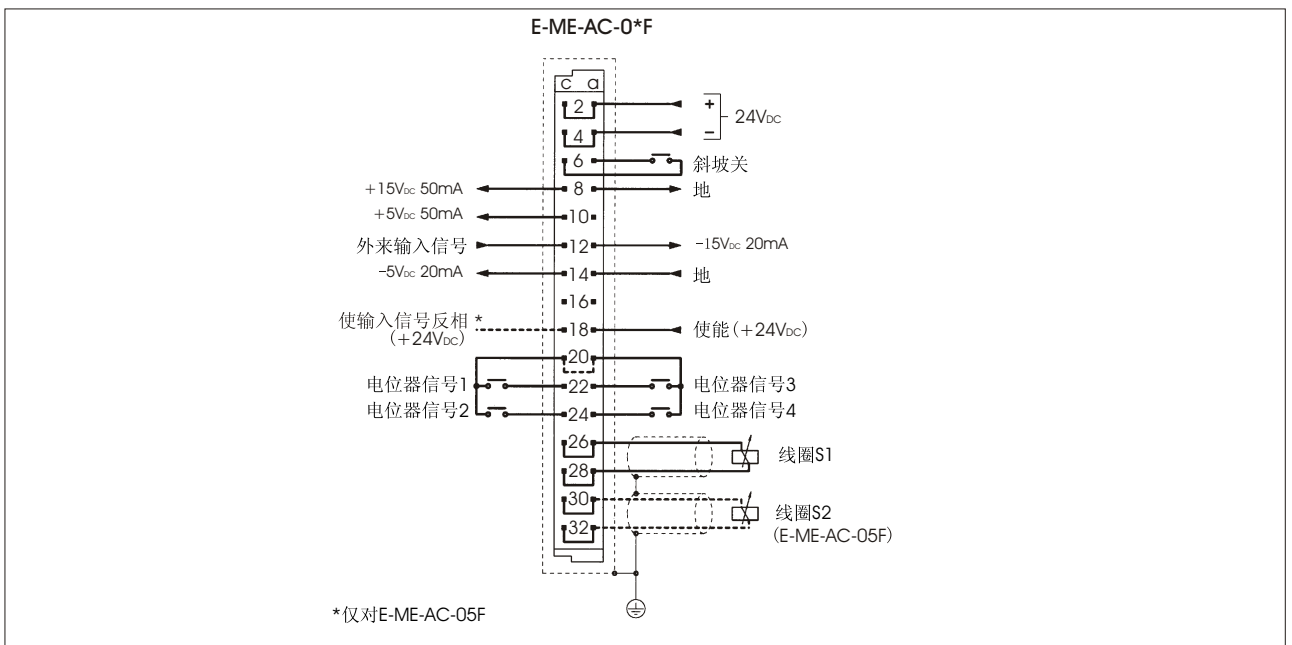 E-ME-AC-0*F
c a
2
+
24VDC
4
−
6
斜坡关
+15VDC 50mA
8
地
+5VDC 50mA
10
外来输入信号
12
-15VDC 20mA
-5VDC 20mA
14
地
16
使输入信号反相 *
(+24VDC)
18
使能(+24VDC)
20
电位器信号1
22
电位器信号3
电位器信号2
24
电位器信号4
26
线圈S1
28
30
线圈S2
(E-ME-AC-05F)
32
*仅对E-ME-AC-05F